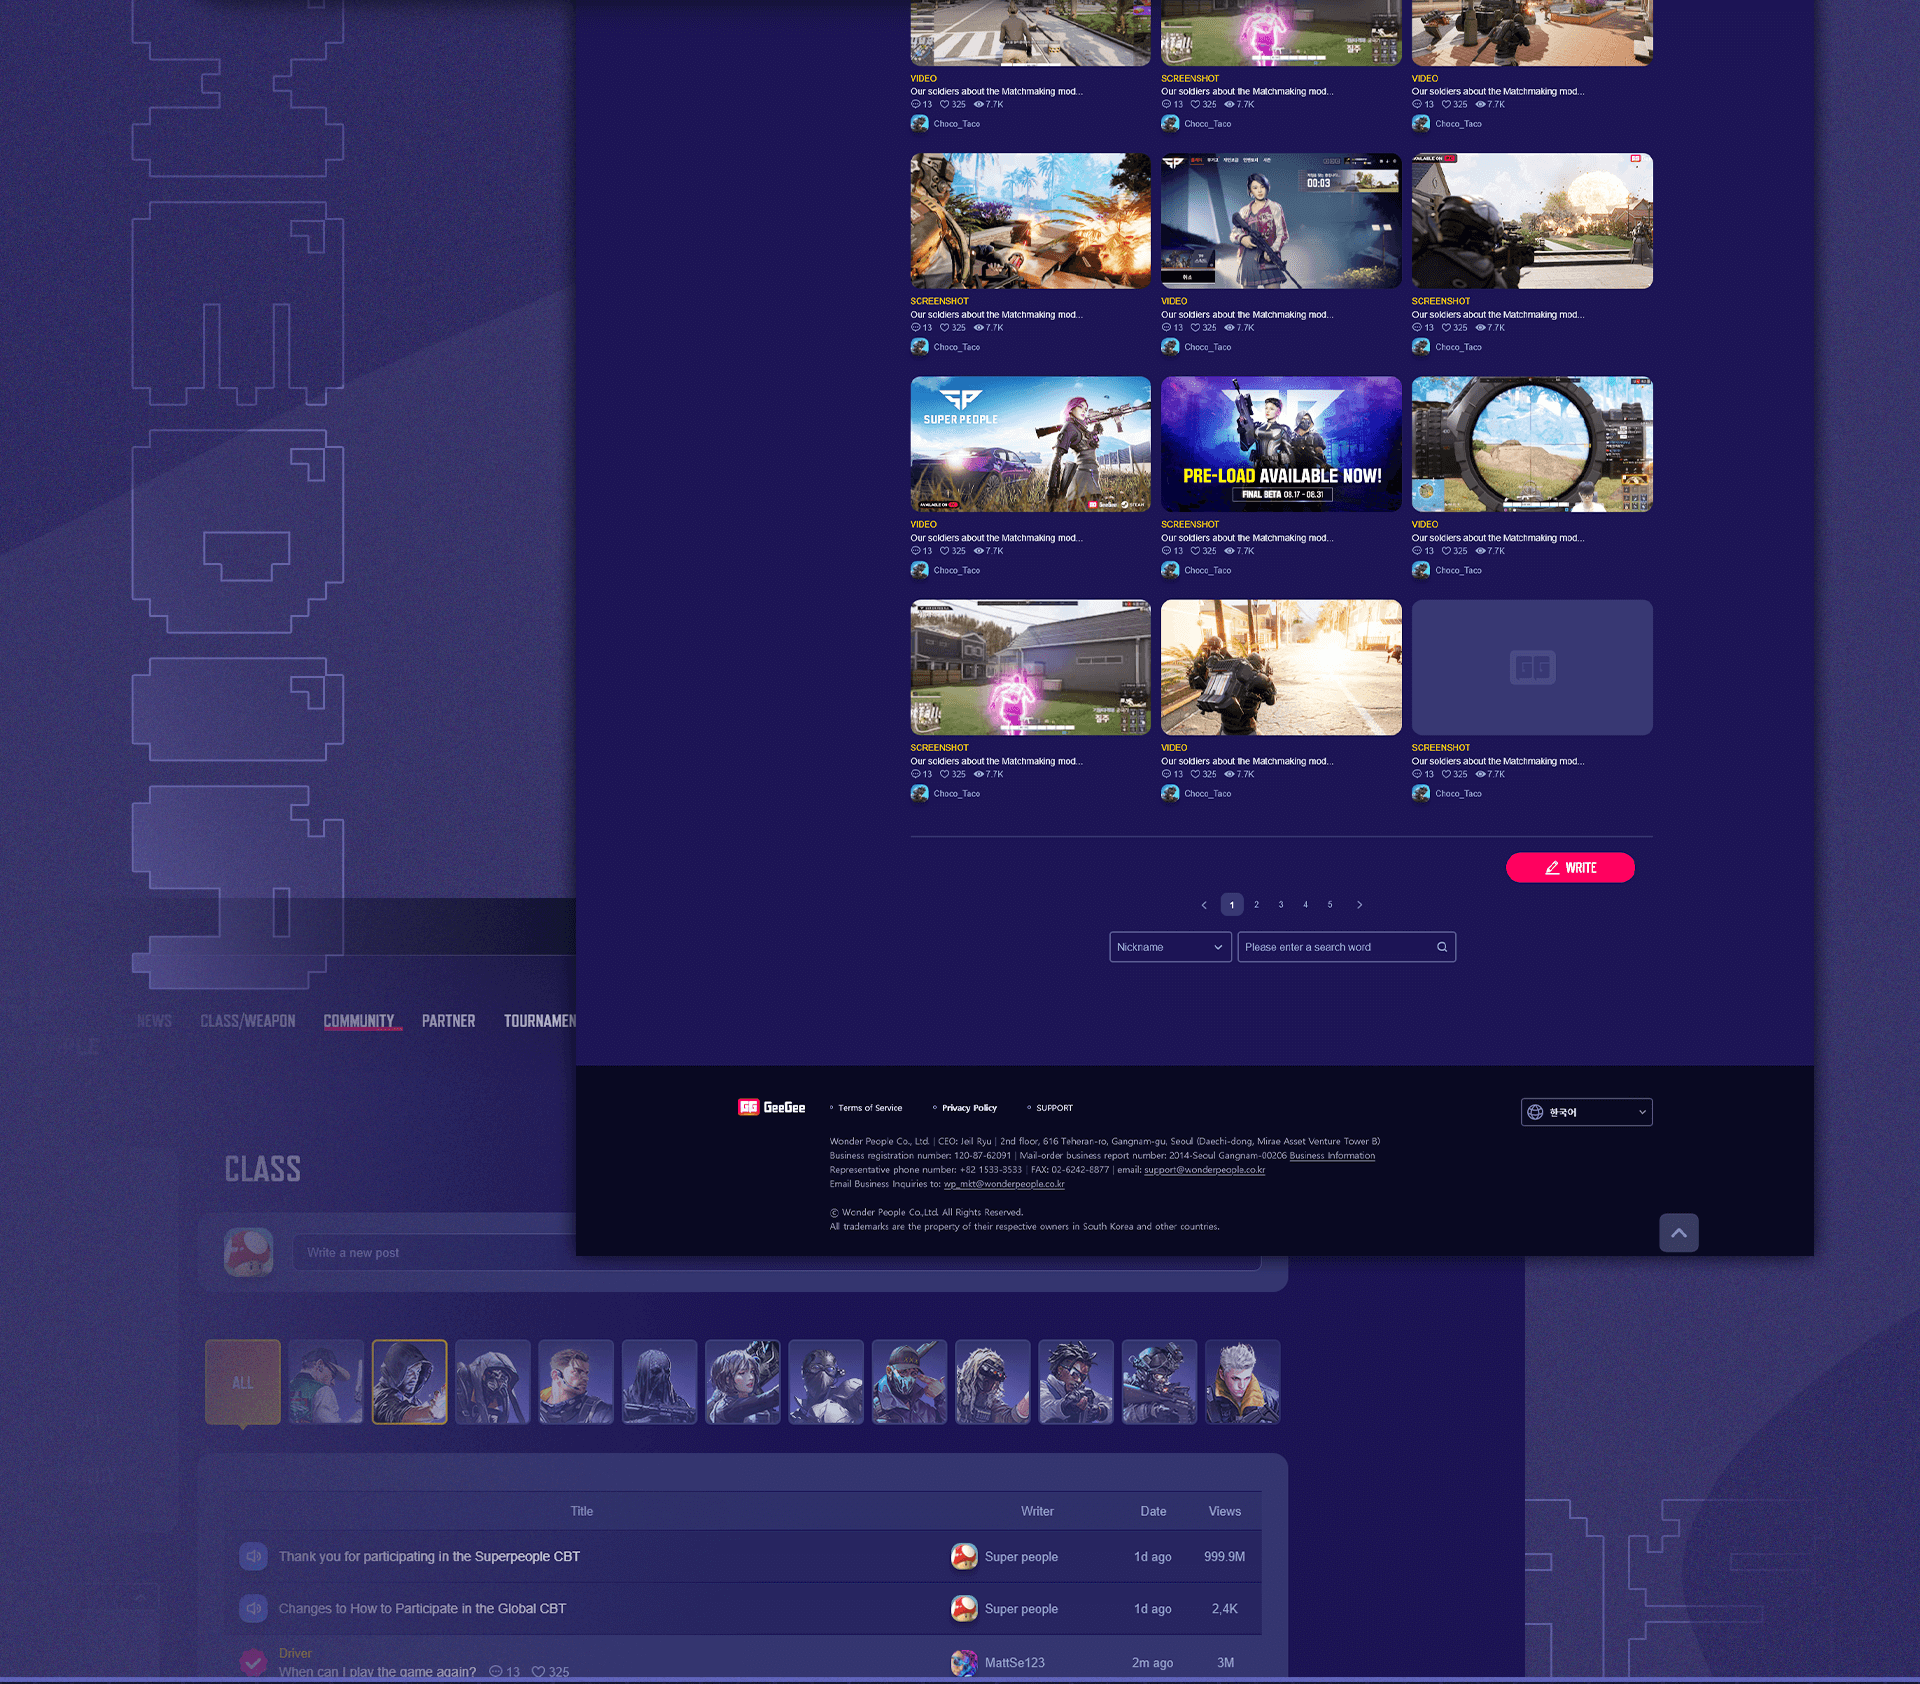 VIDEO
Our soldiers about the Matchmaking mod...
13 325 7.7K
Choco_Taco
SCREENSHOT
Our soldiers about the Matchmaking mod...
13 325 7.7K
Choco_Taco
VIDEO
Our soldiers about the Matchmaking mod...
13 325 7.7K
Choco_Taco
00:03
취소
SCREENSHOT
Our soldiers about the Matchmaking mod...
13 325 7.7K
Choco_Taco
VIDEO
Our soldiers about the Matchmaking mod...
13 325 7.7K
Choco_Taco
SCREENSHOT
Our soldiers about the Matchmaking mod...
13 325 7.7K
Choco_Taco
SUPER PEOPLE
PRE-LOAD AVAILABLE NOW!
FINAL BETA 08.17 - 08.31
VIDEO
Our soldiers about the Matchmaking mod...
13 325 7.7K
Choco_Taco
SCREENSHOT
Our soldiers about the Matchmaking mod...
13 325 7.7K
Choco_Taco
VIDEO
Our soldiers about the Matchmaking mod...
13 325 7.7K
Choco_Taco
질주
GG
SCREENSHOT
Our soldiers about the Matchmaking mod...
13 325 7.7K
Choco_Taco
VIDEO
Our soldiers about the Matchmaking mod...
13 325 7.7K
Choco_Taco
SCREENSHOT
Our soldiers about the Matchmaking mod...
13 325 7.7K
Choco_Taco
WRITE
1 2 3 4 5
Nickname
Please enter a search word
NEWS CLASS/WEAPON COMMUNITY PARTNER TOURNAMEN
GG GeeGee
Terms of Service
Privacy Policy
SUPPORT
한국어
Wonder People Co., Ltd. | CEO: Jeil Ryu | 2nd floor, 616 Teheran-ro, Gangnam-gu, Seoul (Daechi-dong, Mirae Asset Venture Tower B)
Business registration number: 120-87-62091 | Mail-order business report number: 2014-Seoul Gangnam-00206 Business Information
Representative phone number: +82 1533-3533 | FAX: 02-6242-8877 | email: support@wonderpeople.co.kr
Email Business Inquiries to: wp_mkt@wonderpeople.co.kr
© Wonder People Co.,Ltd. All Rights Reserved.
All trademarks are the property of their respective owners in South Korea and other countries.
CLASS
Write a new post
ALL
Title Writer Date Views
Thank you for participating in the Superpeople CBT Super people 1d ago 999.9M
Changes to How to Participate in the Global CBT Super people 1d ago 2,4K
Driver
When can I play the game again? 13 325 MattSe123 2m ago 3M